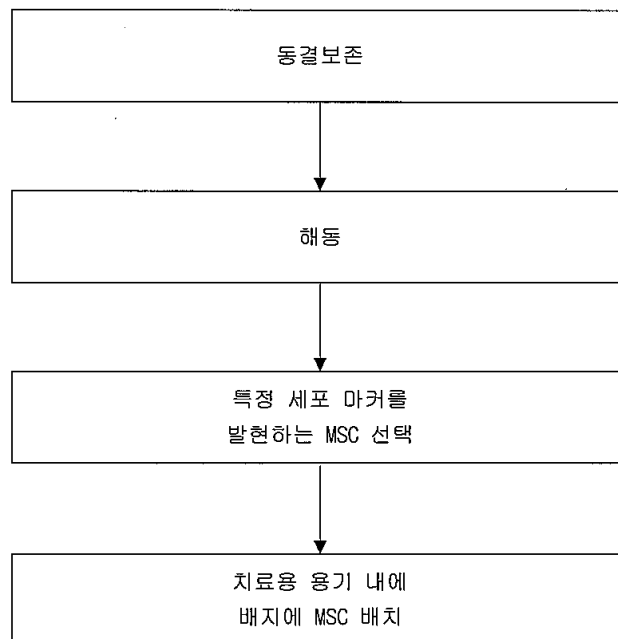 동결보존
해동
특정 세포 마커를
발현하는 MSC 선택
치료용 용기 내에
배지에 MSC 배치